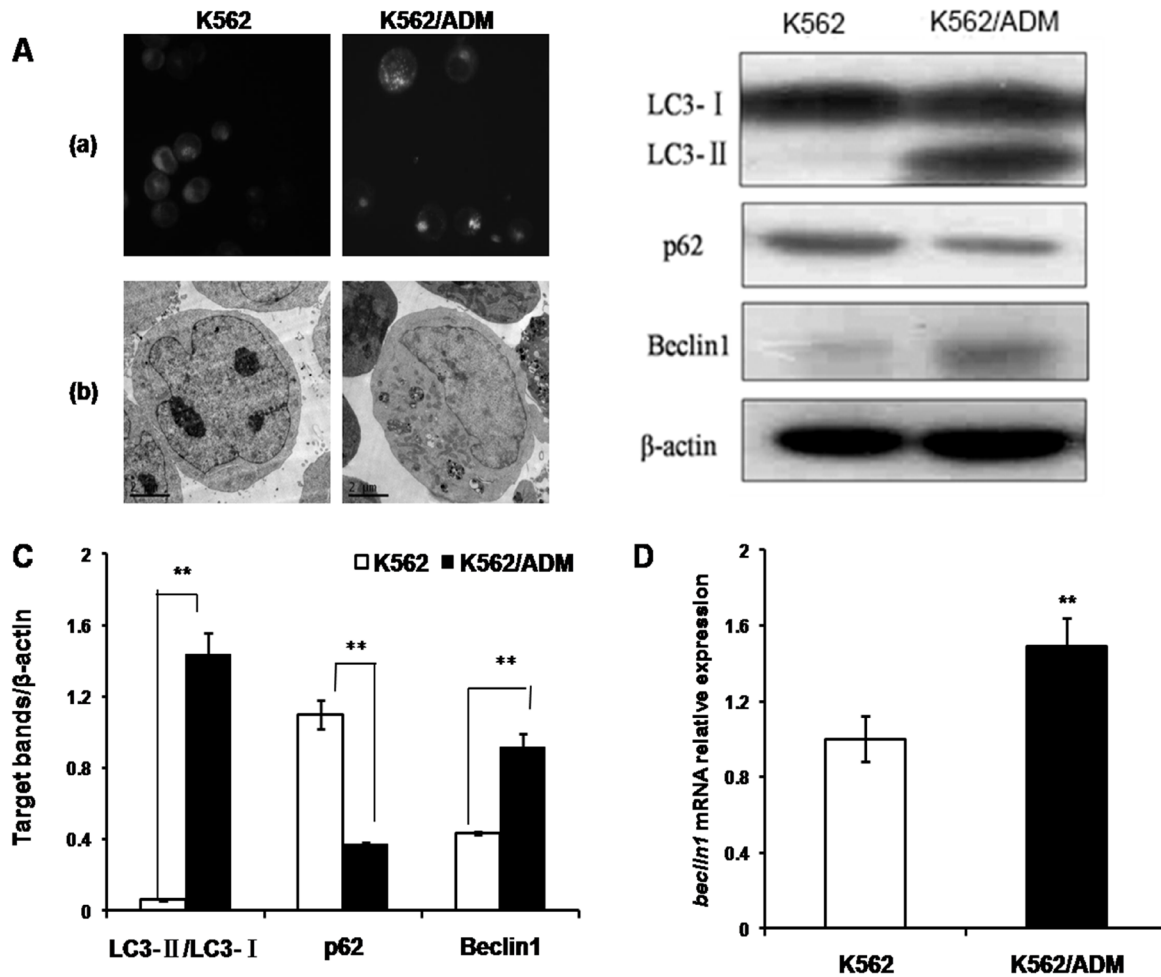 K562 K562/ADM
A
(a)
(b)
2 μm
K562 K562/ADM
LC3-Ⅰ
LC3-Ⅱ
p62
Beclin1
β-actin
C
K562 K562/ADM
Target bands/β-actin
2
1.6
1.2
0.8
0.4
0
**
**
**
LC3-Ⅱ/LC3-Ⅰ p62 Beclin1
D
beclin1 mRNA relative expression
2
1.6
1.2
0.8
0.4
0
**
K562 K562/ADM